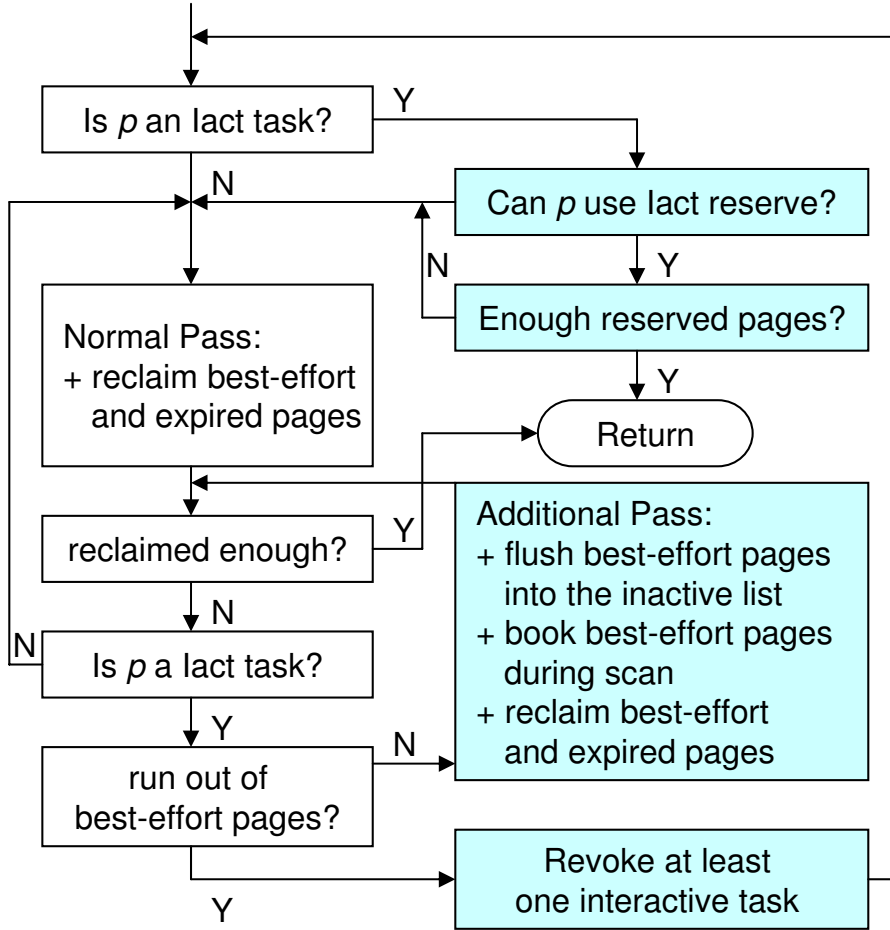 Is p an Iact task?
Y
N
Can p use Iact reserve?
Y
N
Enough reserved pages?
Y
Normal Pass:
+ reclaim best-effort
and expired pages
Return
reclaimed enough?
Y
N
Additional Pass:
+ flush best-effort pages
into the inactive list
+ book best-effort pages
during scan
+ reclaim best-effort
and expired pages
N
Is p a Iact task?
Y
run out of
best-effort pages?
N
Y
Revoke at least
one interactive task